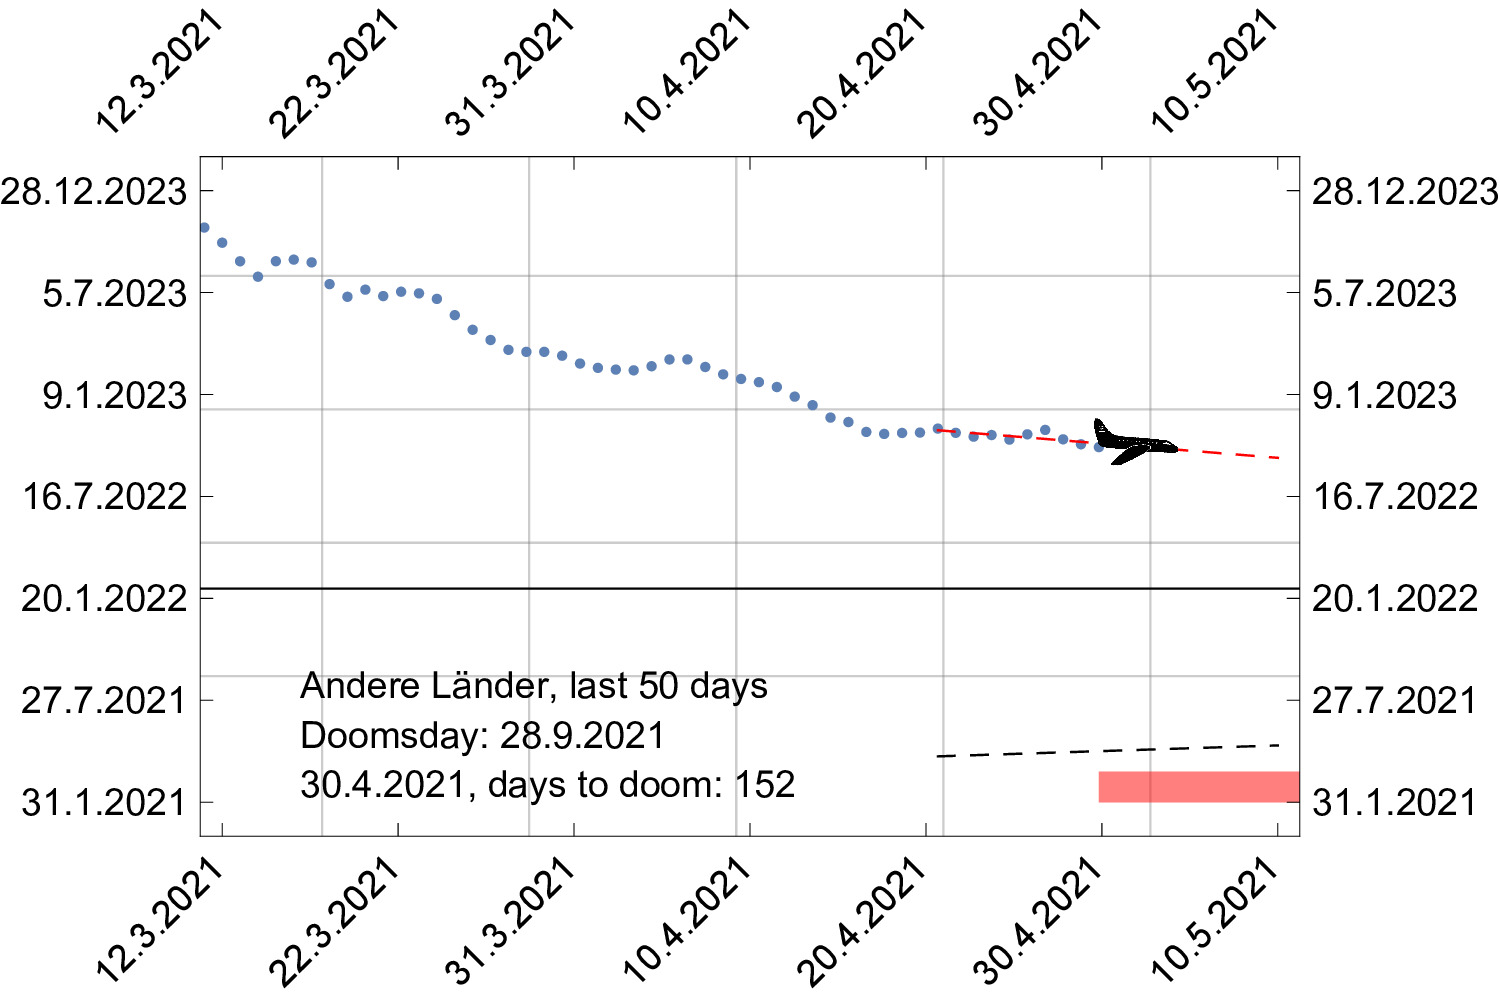 12.3.2021 22.3.2021 31.3.2021 10.4.2021 20.4.2021 30.4.2021 10.5.2021
28.12.2023 28.12.2023
5.7.2023 5.7.2023
9.1.2023 9.1.2023
16.7.2022 16.7.2022
20.1.2022 20.1.2022
Andere Länder, last 50 days
27.7.2021 27.7.2021
Doomsday: 28.9.2021
30.4.2021, days to doom: 152
31.1.2021 31.1.2021
12.3.2021 22.3.2021 31.3.2021 10.4.2021 20.4.2021 30.4.2021 10.5.2021